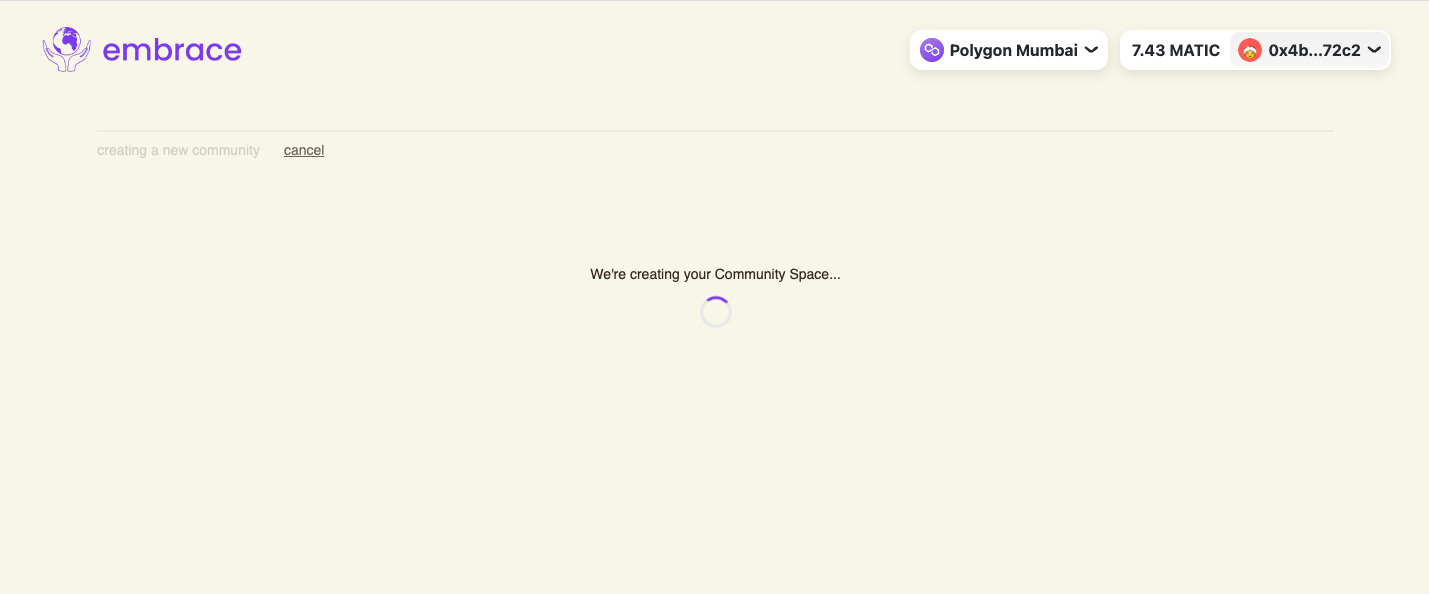 embrace
Polygon Mumbai
7.43 MATIC
0x4b...72c2
creating a new community
cancel
We're creating your Community Space...